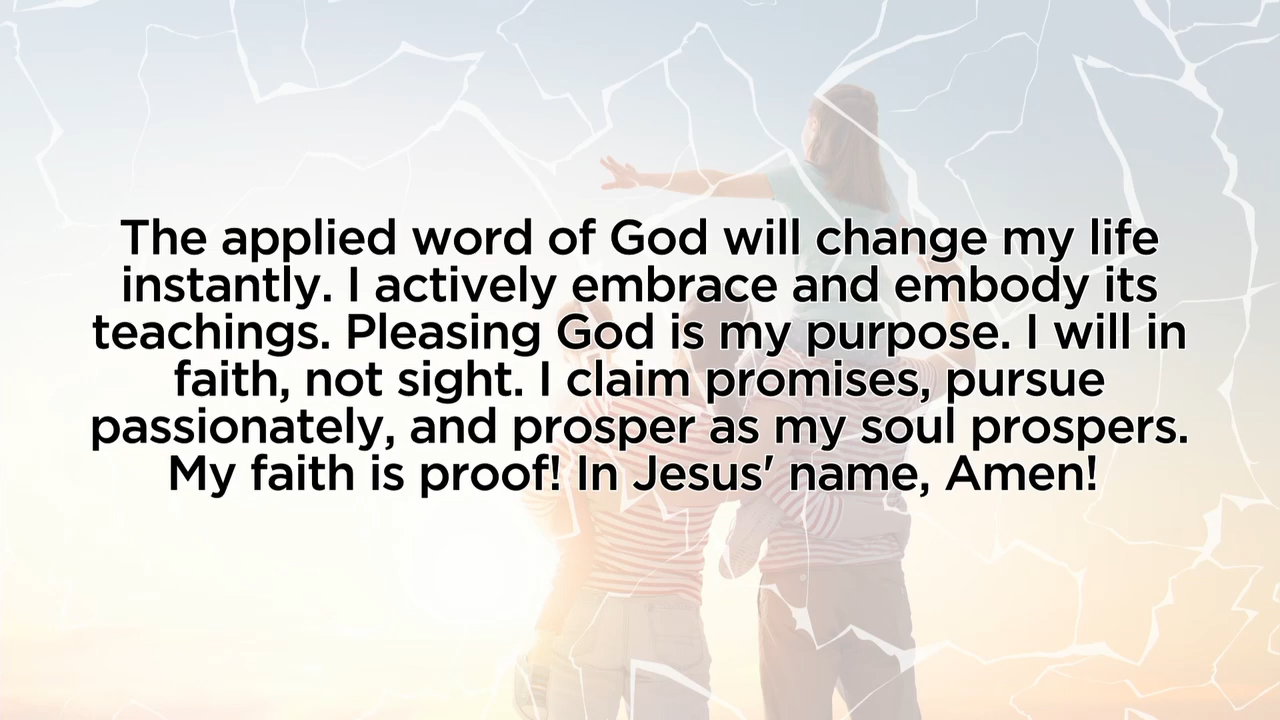 The applied word of God will change my life
instantly. I actively embrace and embody its
teachings. Pleasing God is my purpose. I will in
faith, not sight. I claim promises, pursue
passionately, and prosper as my soul prospers.
My faith is proof! In Jesus' name, Amen!